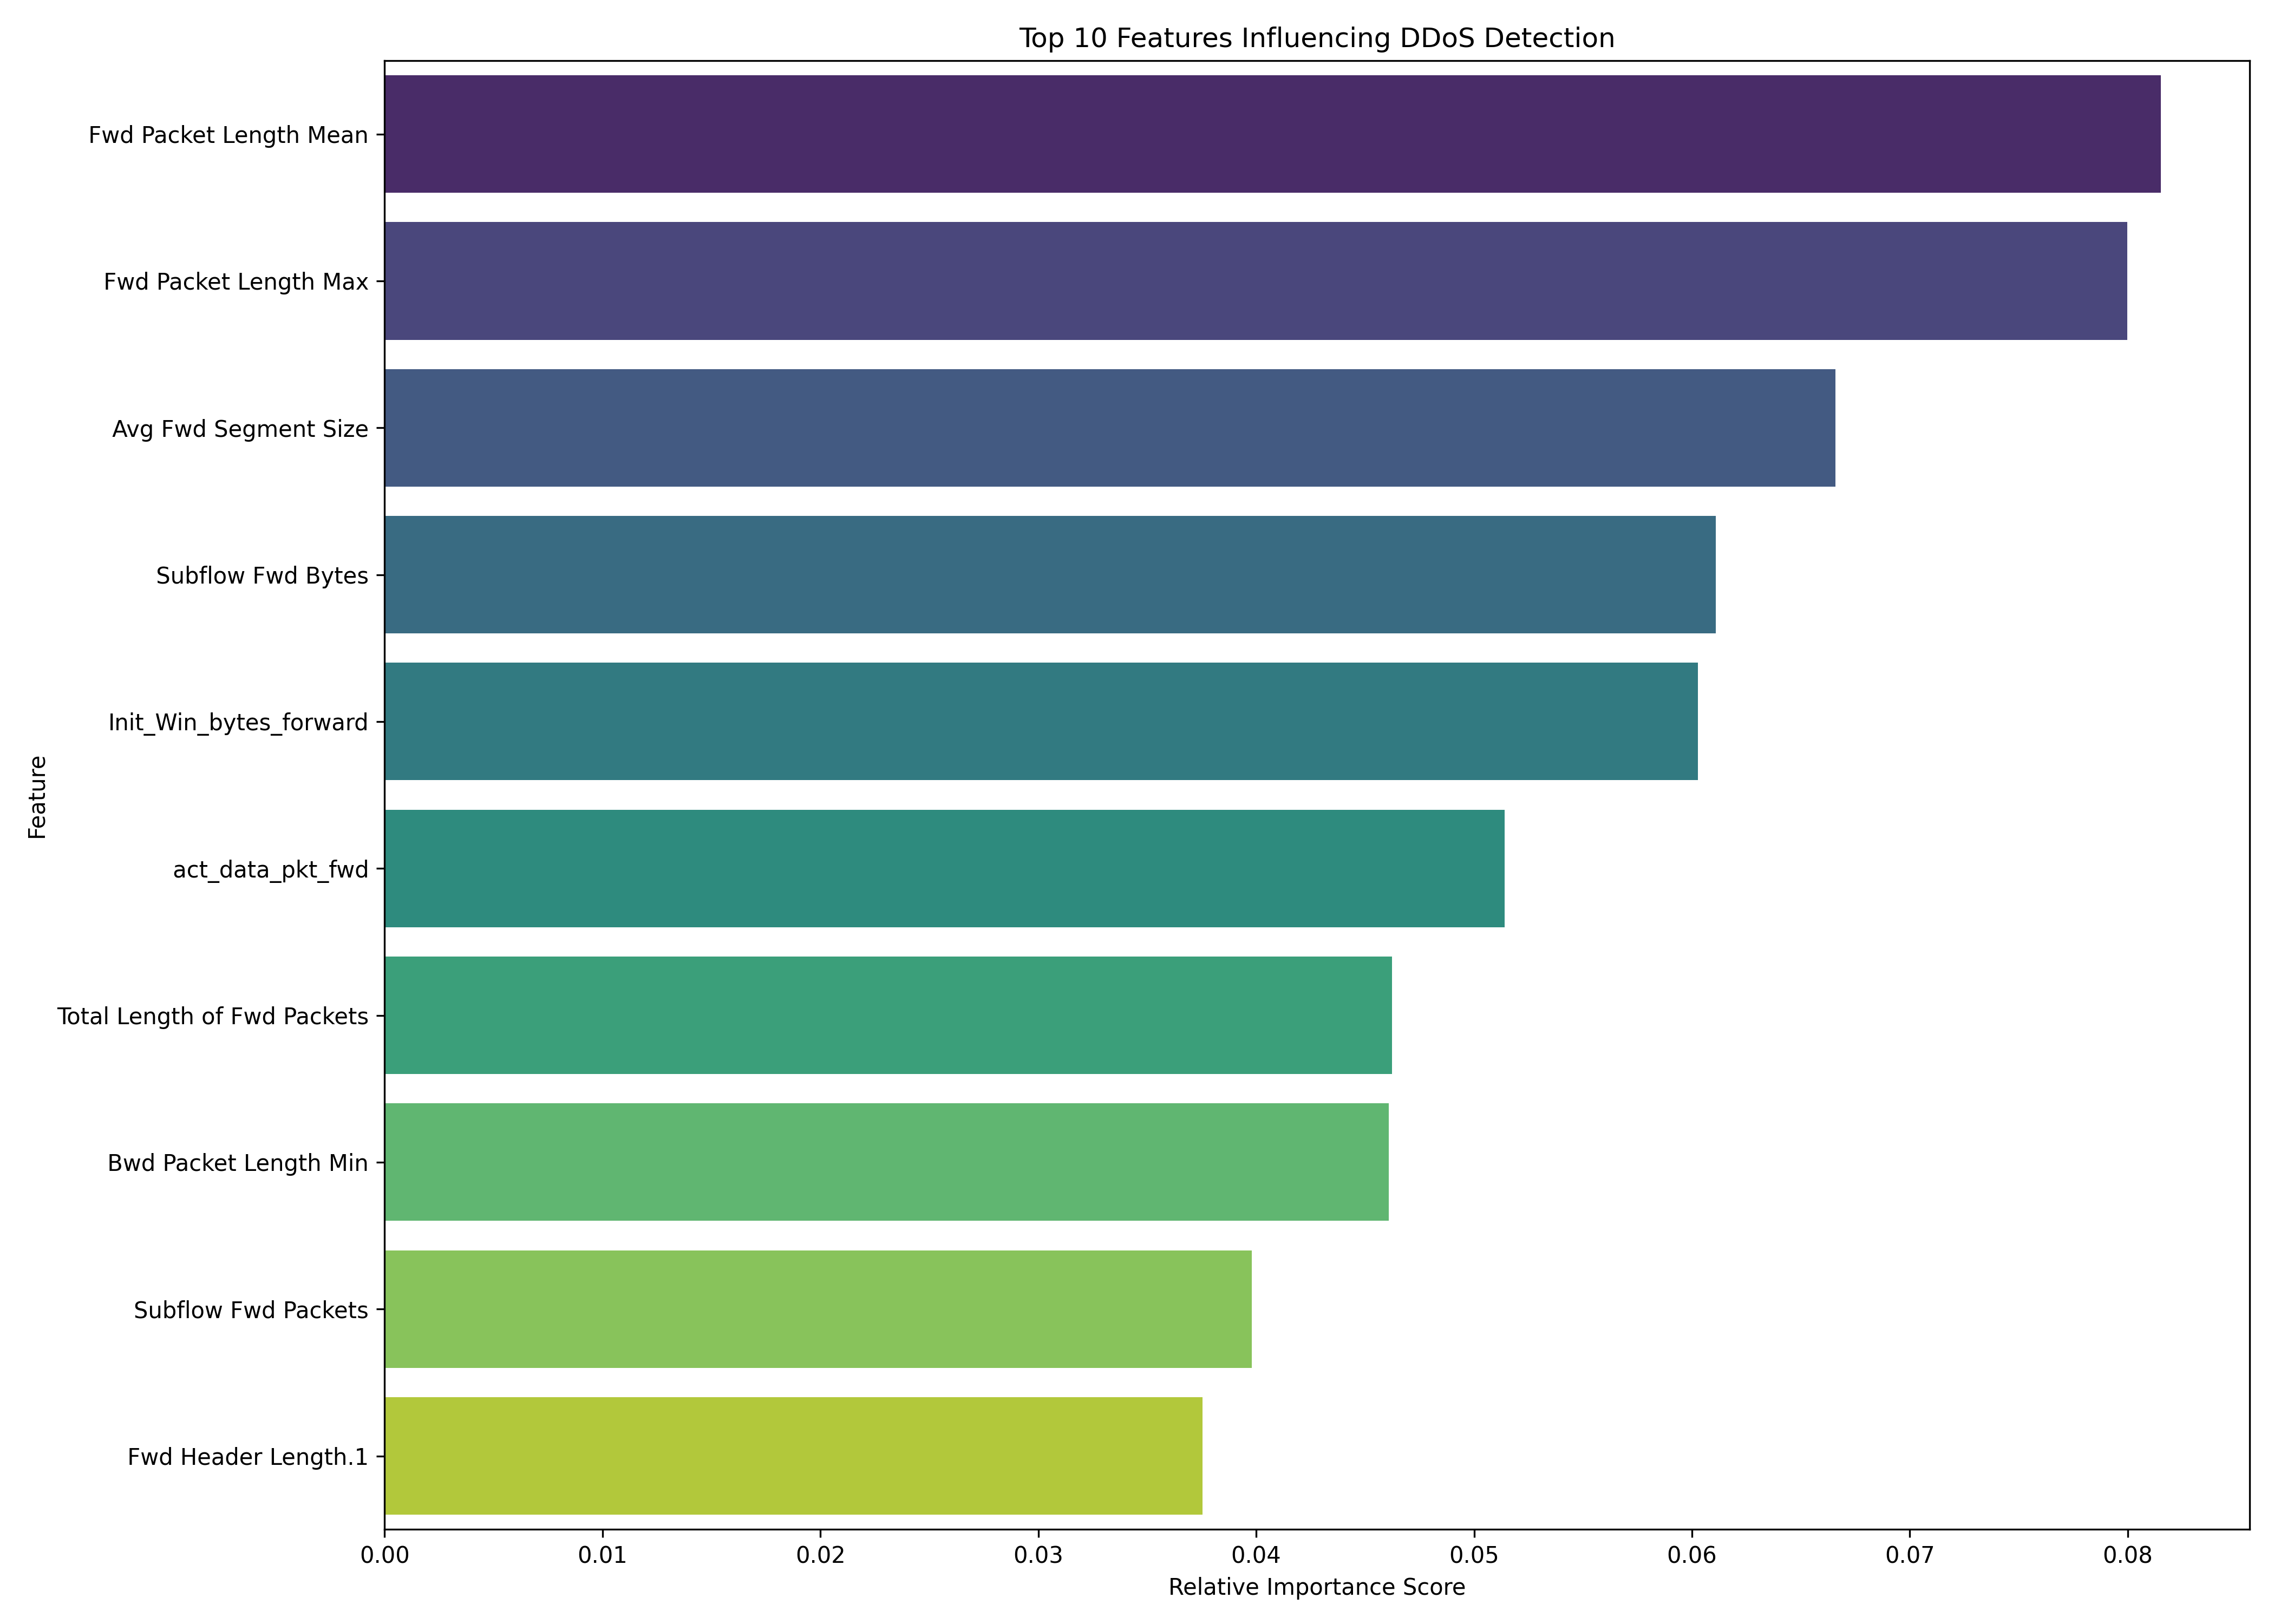 Top 10 Features Influencing DDoS Detection
Feature
Fwd Packet Length Mean
Fwd Packet Length Max
Avg Fwd Segment Size
Subflow Fwd Bytes
Init_Win_bytes_forward
act_data_pkt_fwd
Total Length of Fwd Packets
Bwd Packet Length Min
Subflow Fwd Packets
Fwd Header Length.1
0.00 0.01 0.02 0.03 0.04 0.05 0.06 0.07 0.08
Relative Importance Score